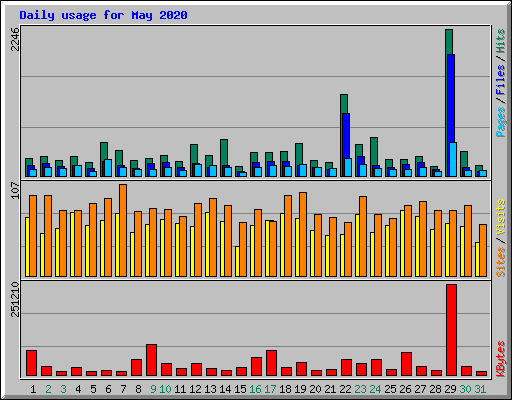 Daily usage for May 2020
2246
Pages / Files / Hits
107
Sites / Visits
251210
KBytes
1 2 3 4 5 6 7 8 9 10 11 12 13 14 15 16 17 18 19 20 21 22 23 24 25 26 27 28 29 30 31